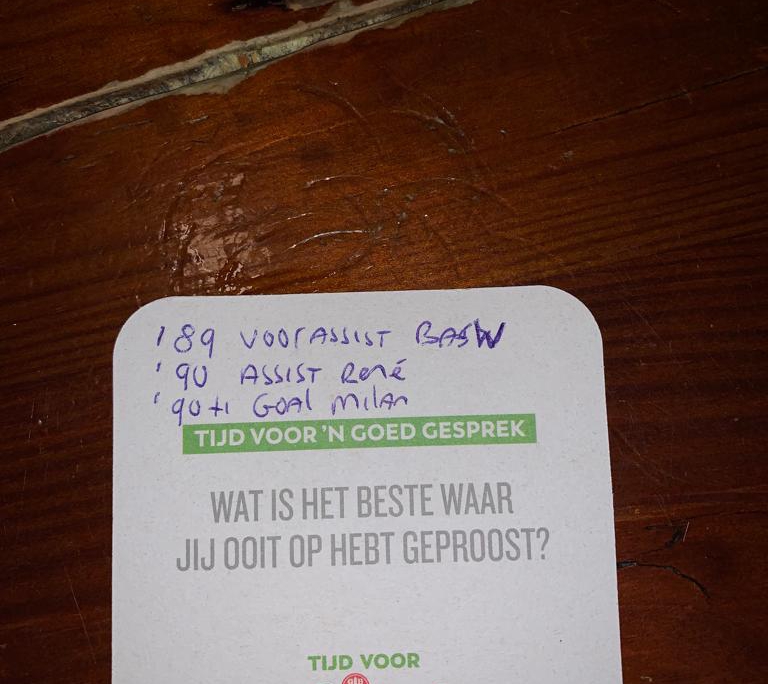 '89 VOORASSIST BASW
'90 ASSIST René
'90+1 GOAL MILAN
TIJD VOOR 'N GOED GESPREK
WAT IS HET BESTE WAAR
JIJ OOIT OP HEBT GEPROOST?
TIJD VOOR